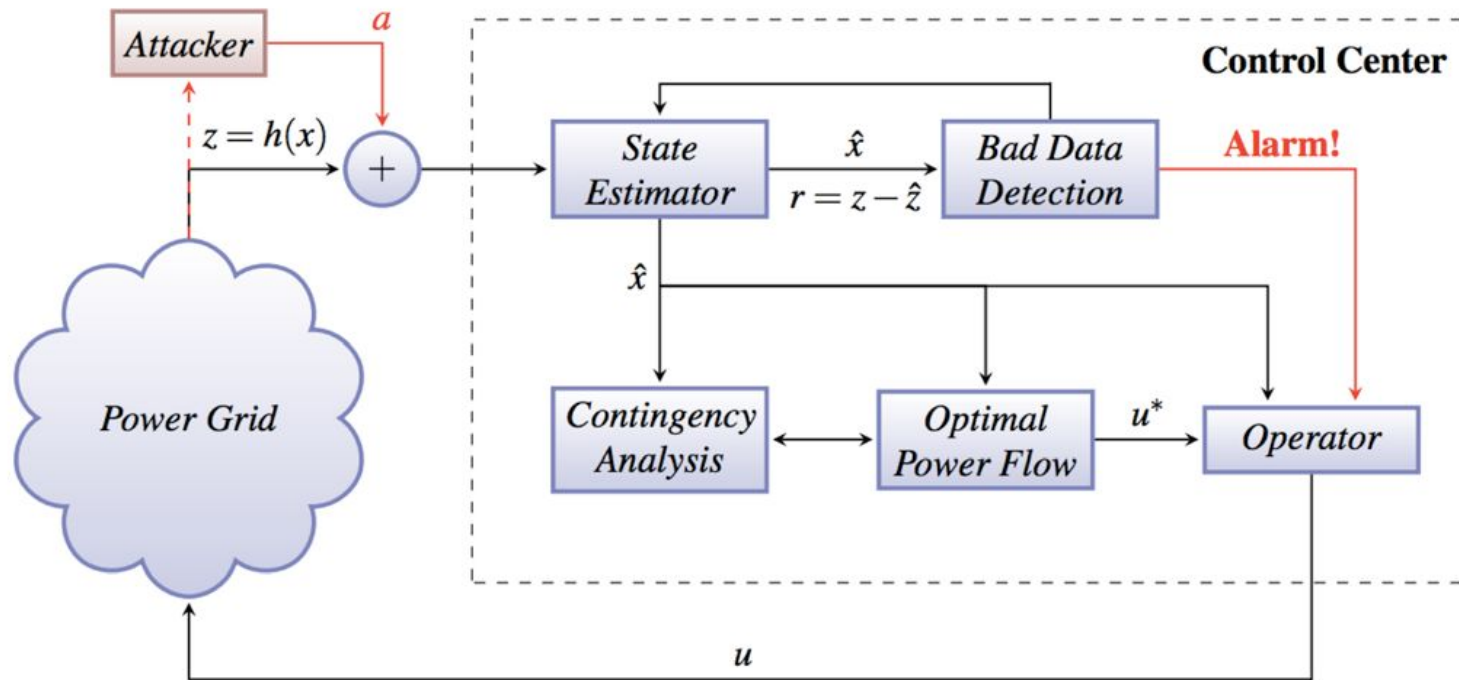 Attacker
a
Control Center
z = h(x)
+
State
Estimator
x̂
r = z − ẑ
Bad Data
Detection
Alarm!
x̂
Power Grid
Contingency
Analysis
Optimal
Power Flow
u*
Operator
u